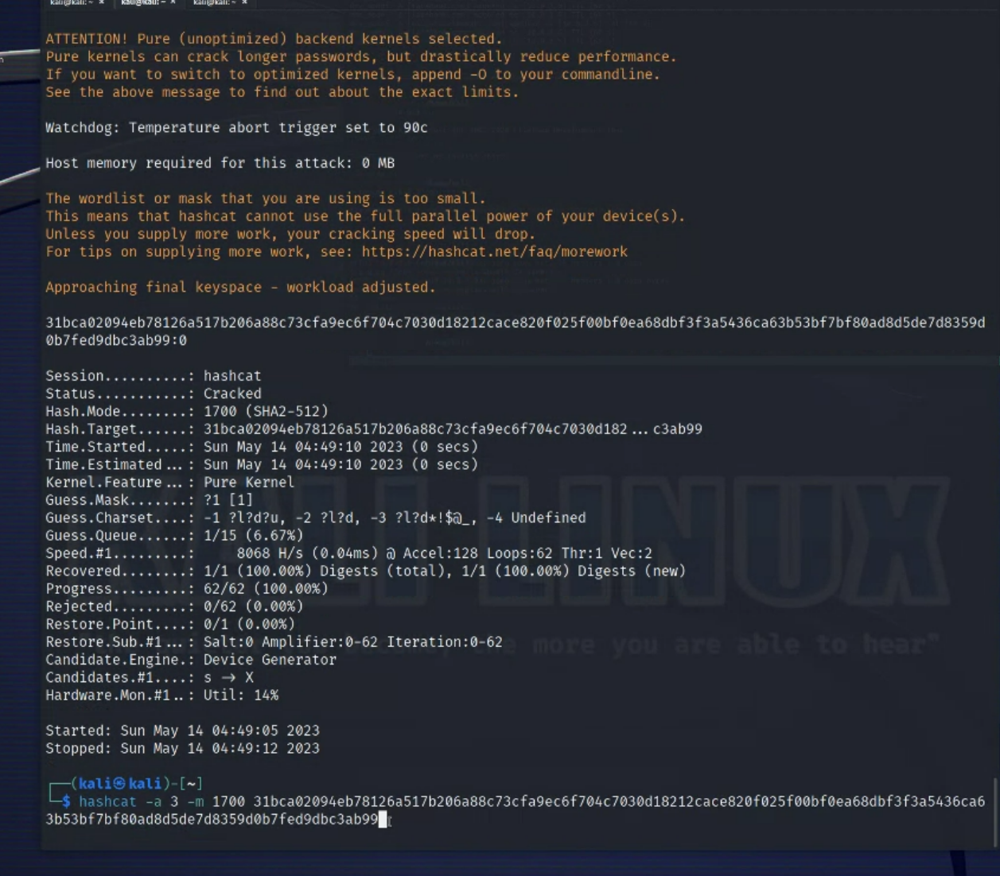 kali@kali: ~ × kali@kali: ~ × kali@kali: ~ ×
ATTENTION! Pure (unoptimized) backend kernels selected.
Pure kernels can crack longer passwords, but drastically reduce performance.
If you want to switch to optimized kernels, append -O to your commandline.
See the above message to find out about the exact limits.
Watchdog: Temperature abort trigger set to 90c
Host memory required for this attack: 0 MB
The wordlist or mask that you are using is too small.
This means that hashcat cannot use the full parallel power of your device(s).
Unless you supply more work, your cracking speed will drop.
For tips on supplying more work, see: https://hashcat.net/faq/morework
Approaching final keyspace - workload adjusted.
31bca02094eb78126a517b206a88c73cfa9ec6f704c7030d18212cace820f025f00bf0ea68dbf3f3a5436ca63b53bf7bf80ad8d5de7d8359d
0b7fed9dbc3ab99:0
Session..........: hashcat
Status...........: Cracked
Hash.Mode........: 1700 (SHA2-512)
Hash.Target......: 31bca02094eb78126a517b206a88c73cfa9ec6f704c7030d182...c3ab99
Time.Started.....: Sun May 14 04:49:10 2023 (0 secs)
Time.Estimated...: Sun May 14 04:49:10 2023 (0 secs)
Kernel.Feature...: Pure Kernel
Guess.Mask.......: ?1 [1]
Guess.Charset....: -1 ?l?d?u, -2 ?l?d, -3 ?l?d*!$@_, -4 Undefined
Guess.Queue......: 1/15 (6.67%)
Speed.#1.........:     8068 H/s (0.04ms) @ Accel:128 Loops:62 Thr:1 Vec:2
Recovered........: 1/1 (100.00%) Digests (total), 1/1 (100.00%) Digests (new)
Progress.........: 62/62 (100.00%)
Rejected.........: 0/62 (0.00%)
Restore.Point....: 0/1 (0.00%)
Restore.Sub.#1...: Salt:0 Amplifier:0-62 Iteration:0-62
Candidate.Engine.: Device Generator
Candidates.#1....: s → X
Hardware.Mon.#1..: Util: 14%
Started: Sun May 14 04:49:05 2023
Stopped: Sun May 14 04:49:12 2023
┌──(kali㉿kali)-[~]
└─$ hashcat -a 3 -m 1700 31bca02094eb78126a517b206a88c73cfa9ec6f704c7030d18212cace820f025f00bf0ea68dbf3f3a5436ca6
3b53bf7bf80ad8d5de7d8359d0b7fed9dbc3ab99
KALI LINUX
more you are able to hear"